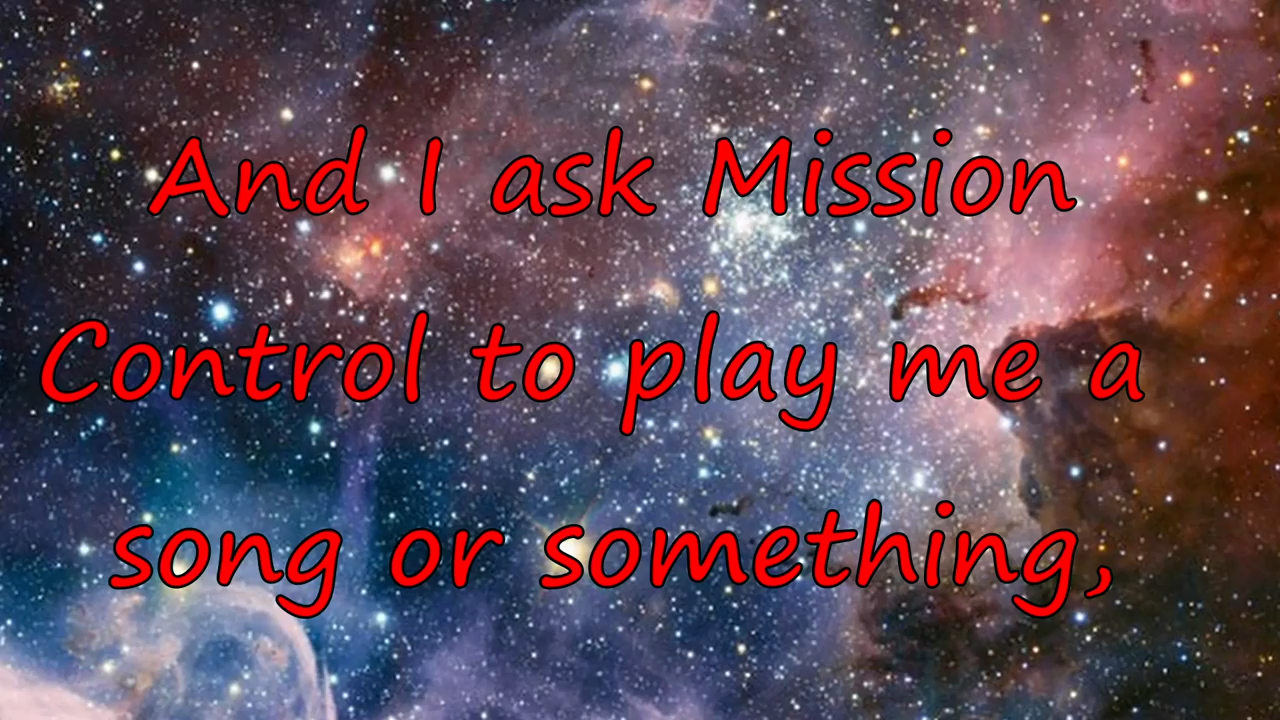 And I ask Mission
Control to play me a
song or something,